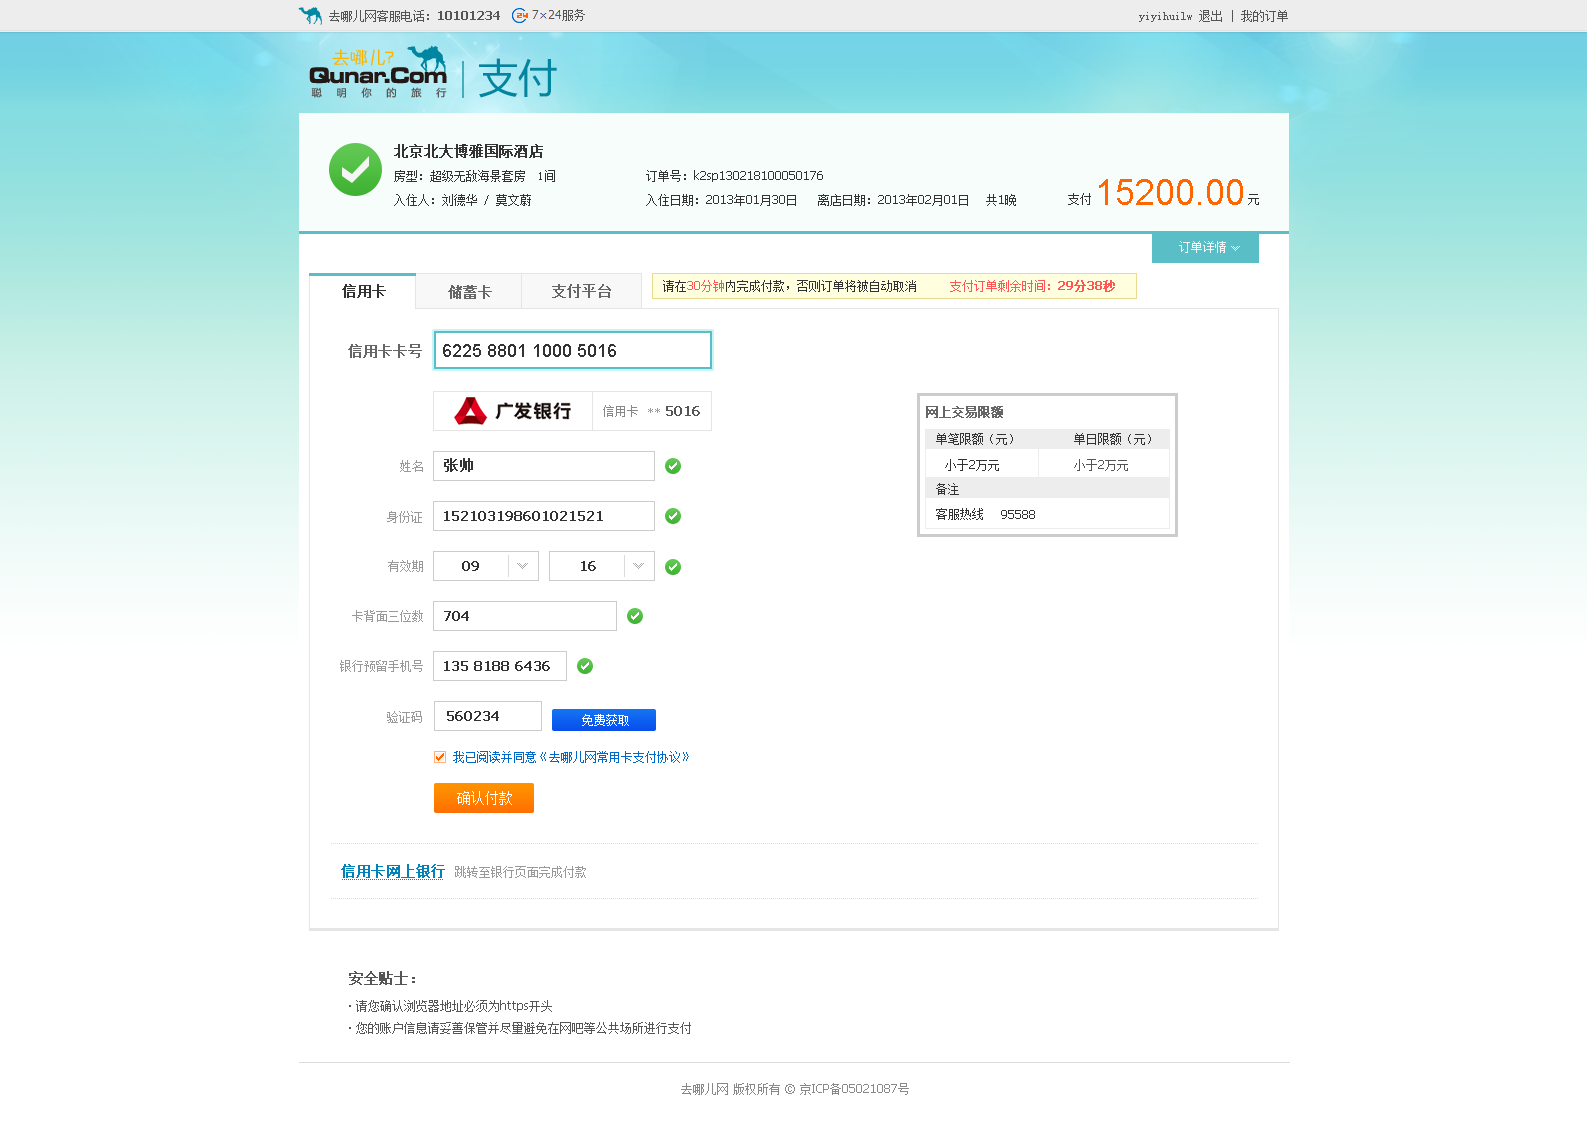 去哪儿网客服电话：10101234 24 7×24服务
yiyihuilw 退出 | 我的订单
去哪儿?
Qunar.Com | 支付
聪明你的旅行
北京北大博雅国际酒店
房型：超级无敌海景套房 1间
订单号：k2sp130218100050176
入住人：刘德华 / 莫文蔚
入住日期：2013年01月30日 离店日期：2013年02月01日 共1晚
支付 15200.00 元
订单详情
信用卡 储蓄卡 支付平台
请在30分钟内完成付款，否则订单将被自动取消 支付订单剩余时间：29分38秒
信用卡卡号 6225 8801 1000 5016
广发银行 信用卡 ** 5016
姓名 张帅
身份证 152103198601021521
有效期 09 16
卡背面三位数 704
银行预留手机号 135 8188 6436
验证码 560234 免费获取
我已阅读并同意《去哪儿网常用卡支付协议》
确认付款
网上交易限额
单笔限额（元） 单日限额（元）
小于2万元 小于2万元
备注
客服热线 95588
信用卡网上银行 跳转至银行页面完成付款
安全贴士：
· 请您确认浏览器地址必须为https开头
· 您的账户信息请妥善保管并尽里避免在网吧等公共场所进行支付
去哪儿网 版权所有 © 京ICP备05021087号